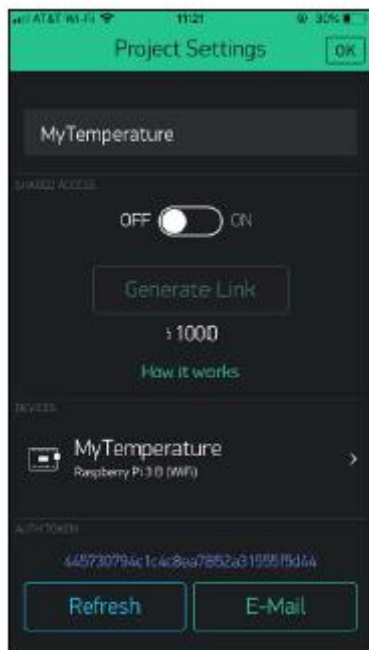 AT&T Wi-Fi 11:21 30%
Project Settings OK
MyTemperature
SHARED ACCESS
OFF ON
Generate Link
1000
How it works
DEVICES
MyTemperature
Raspberry Pi 3 B (WiFi)
AUTH TOKEN
Refresh E-Mail